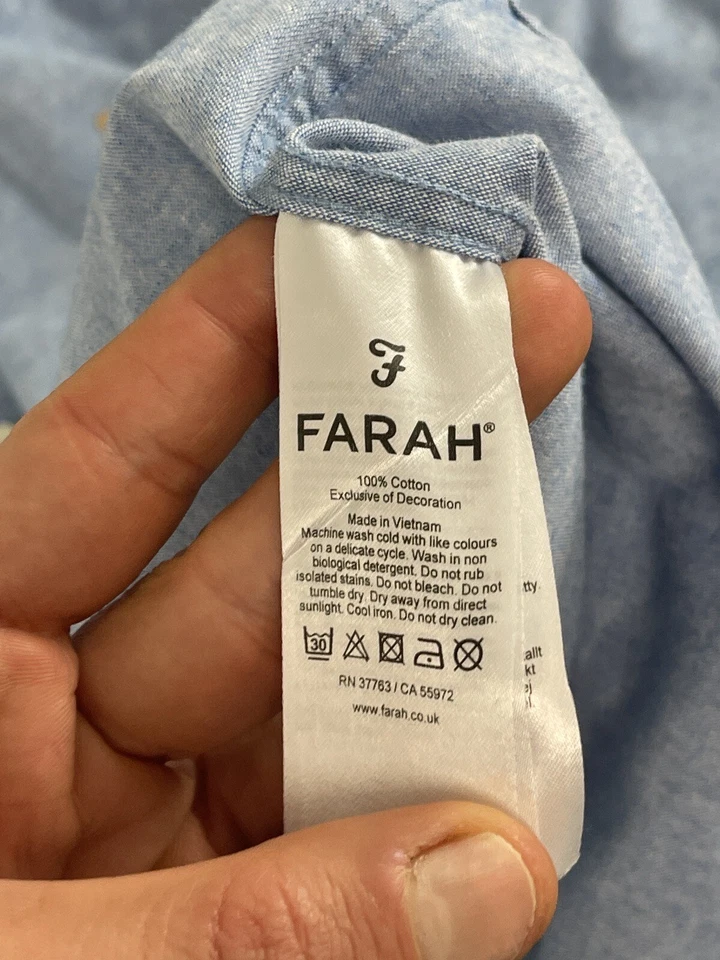 FARAH®
100% Cotton
Exclusive of Decoration
Made in Vietnam
Machine wash cold with like colours
on a delicate cycle. Wash in non
biological detergent. Do not rub
isolated stains. Do not bleach. Do not
tumble dry. Dry away from direct
sunlight. Cool iron. Do not dry clean.
30
RN 37763 / CA 55972
www.farah.co.uk